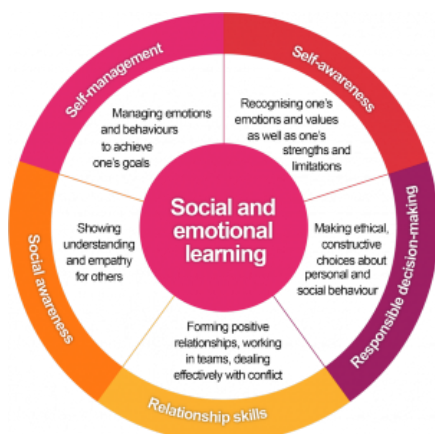 Self-management
Managing emotions
and behaviours
to achieve
one's goals
Self-awareness
Recognising one's
emotions and values
as well as one's
strengths and
limitations
Social and
emotional
learning
Social awareness
Showing
understanding
and empathy
for others
Making ethical,
constructive
choices about
personal and
social behaviour
Responsible decision-making
Forming positive
relationships, working
in teams, dealing
effectively with conflict
Relationship skills